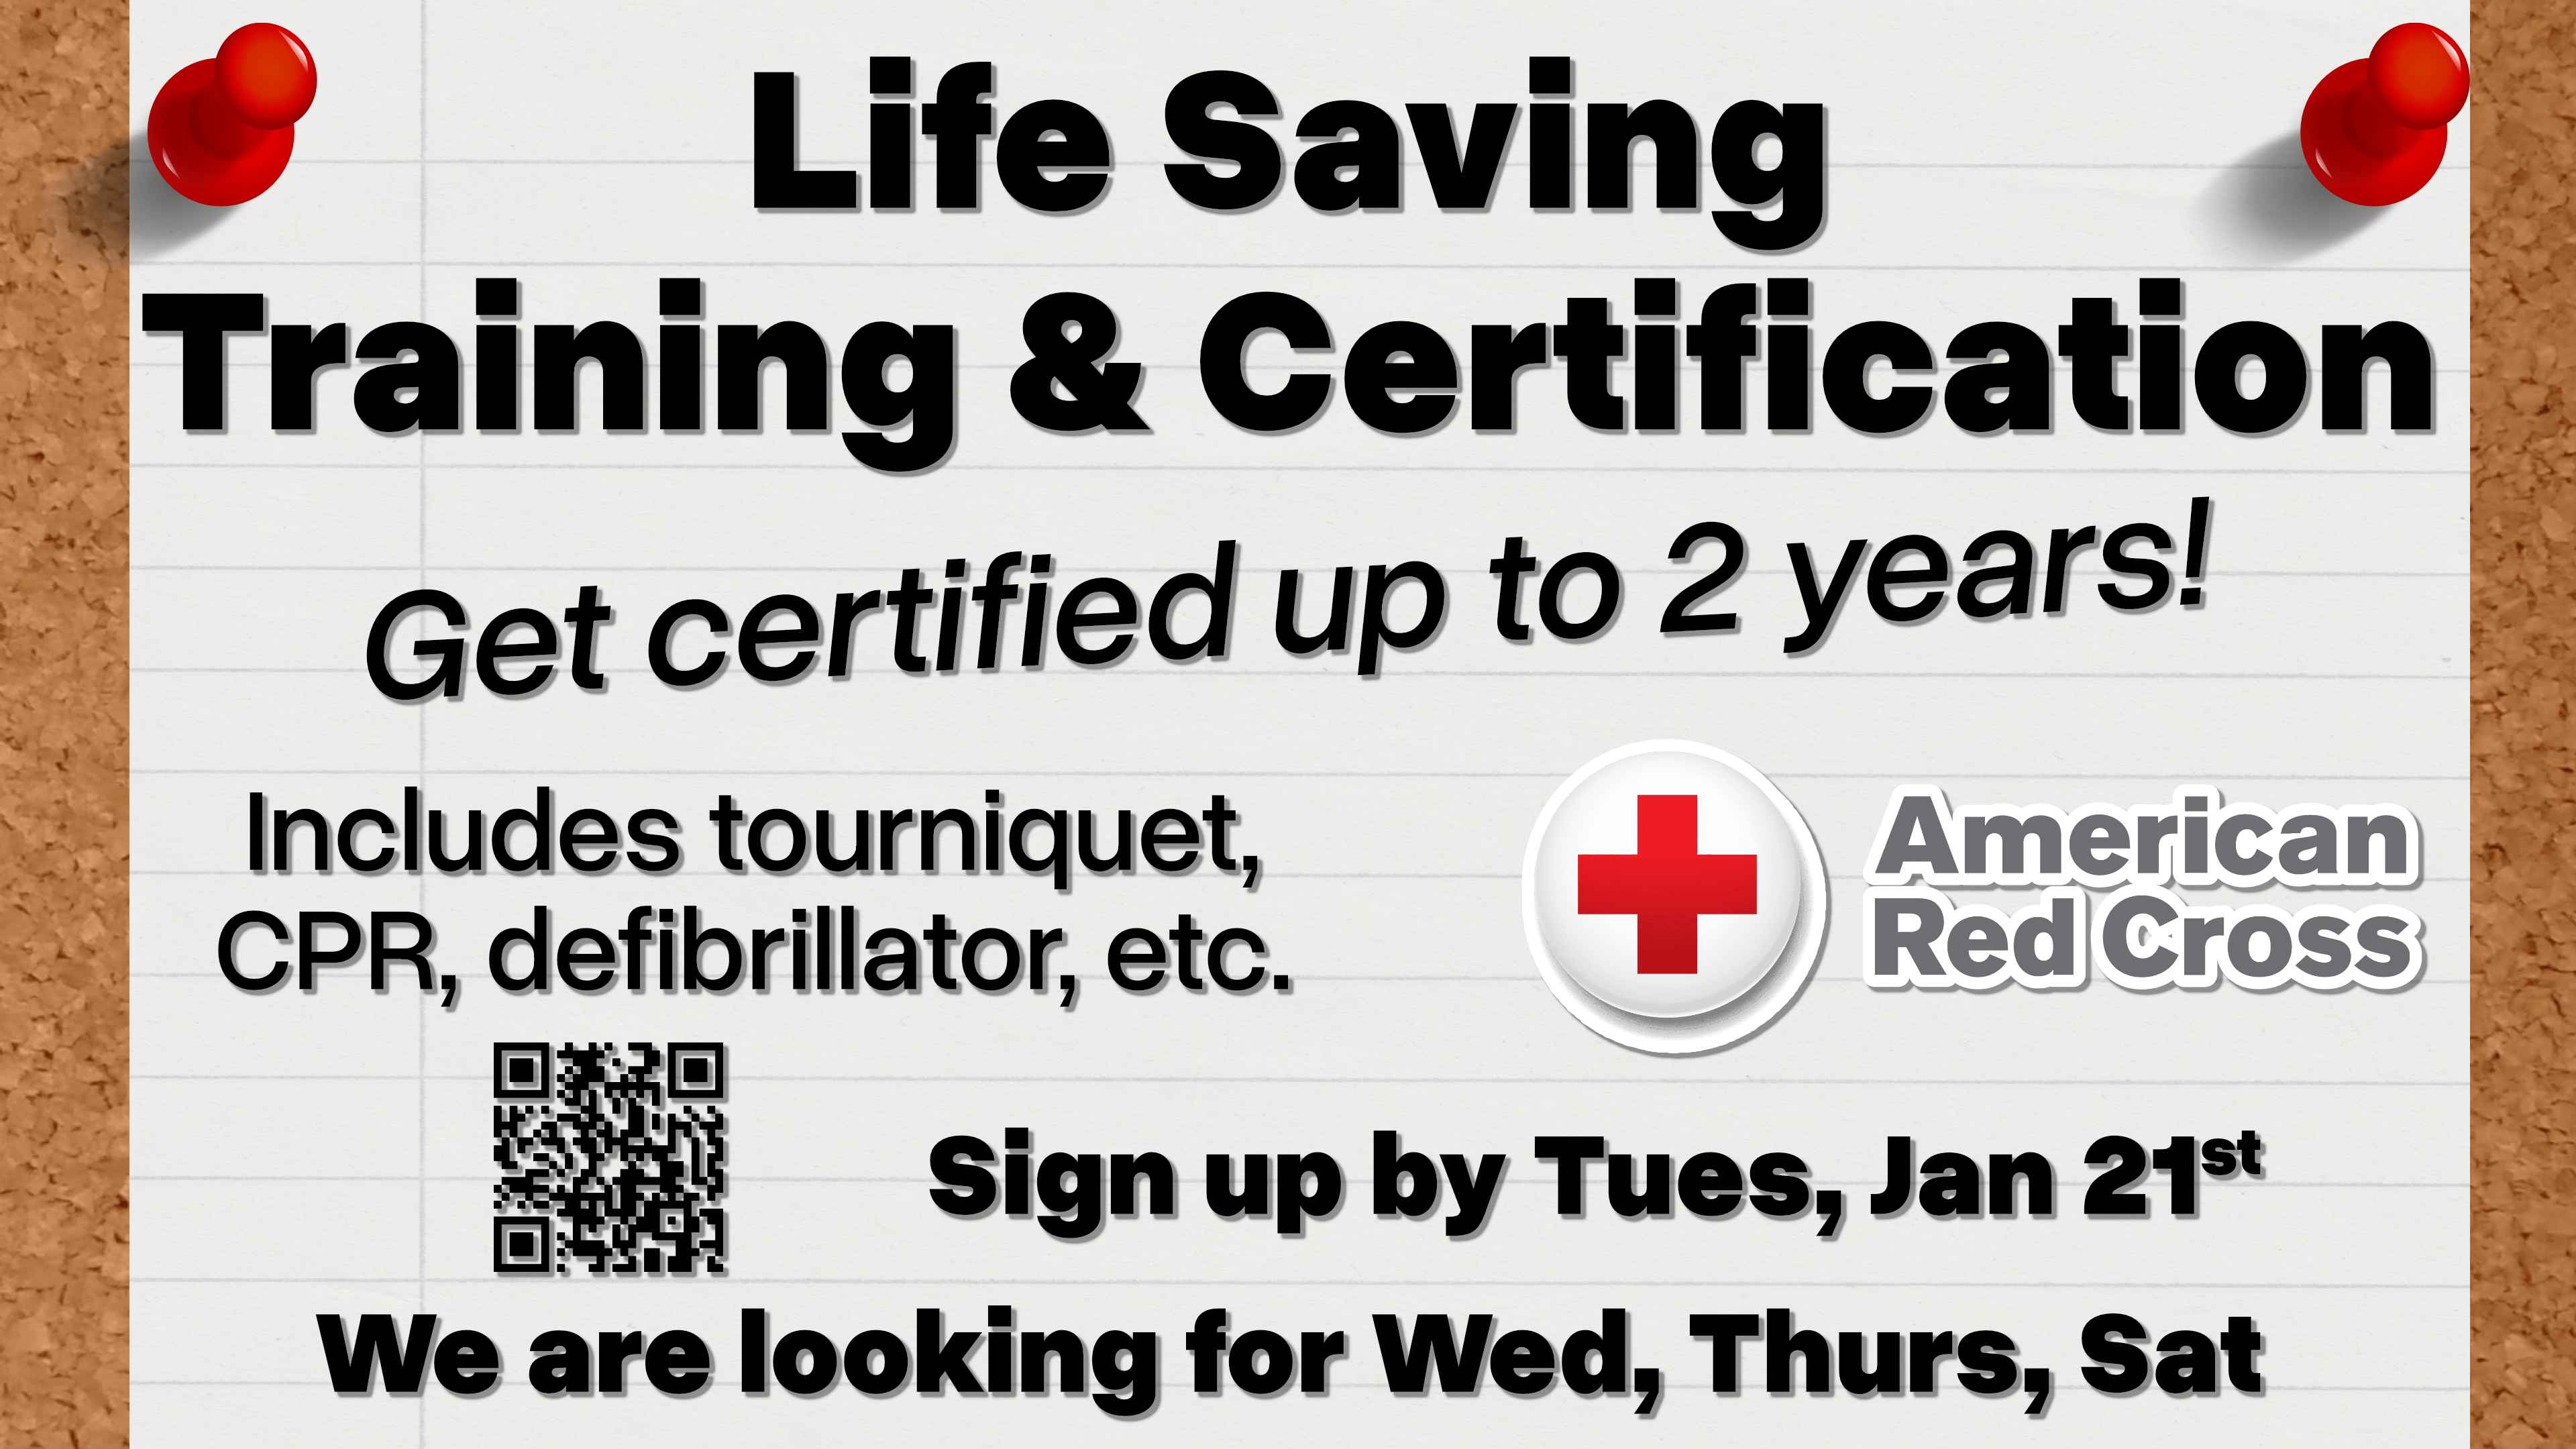 Life Saving
Training & Certification
Get certified up to 2 years!
Includes tourniquet,
CPR, defibrillator, etc.
American
Red Cross
Sign up by Tues, Jan 21st
We are looking for Wed, Thurs, Sat